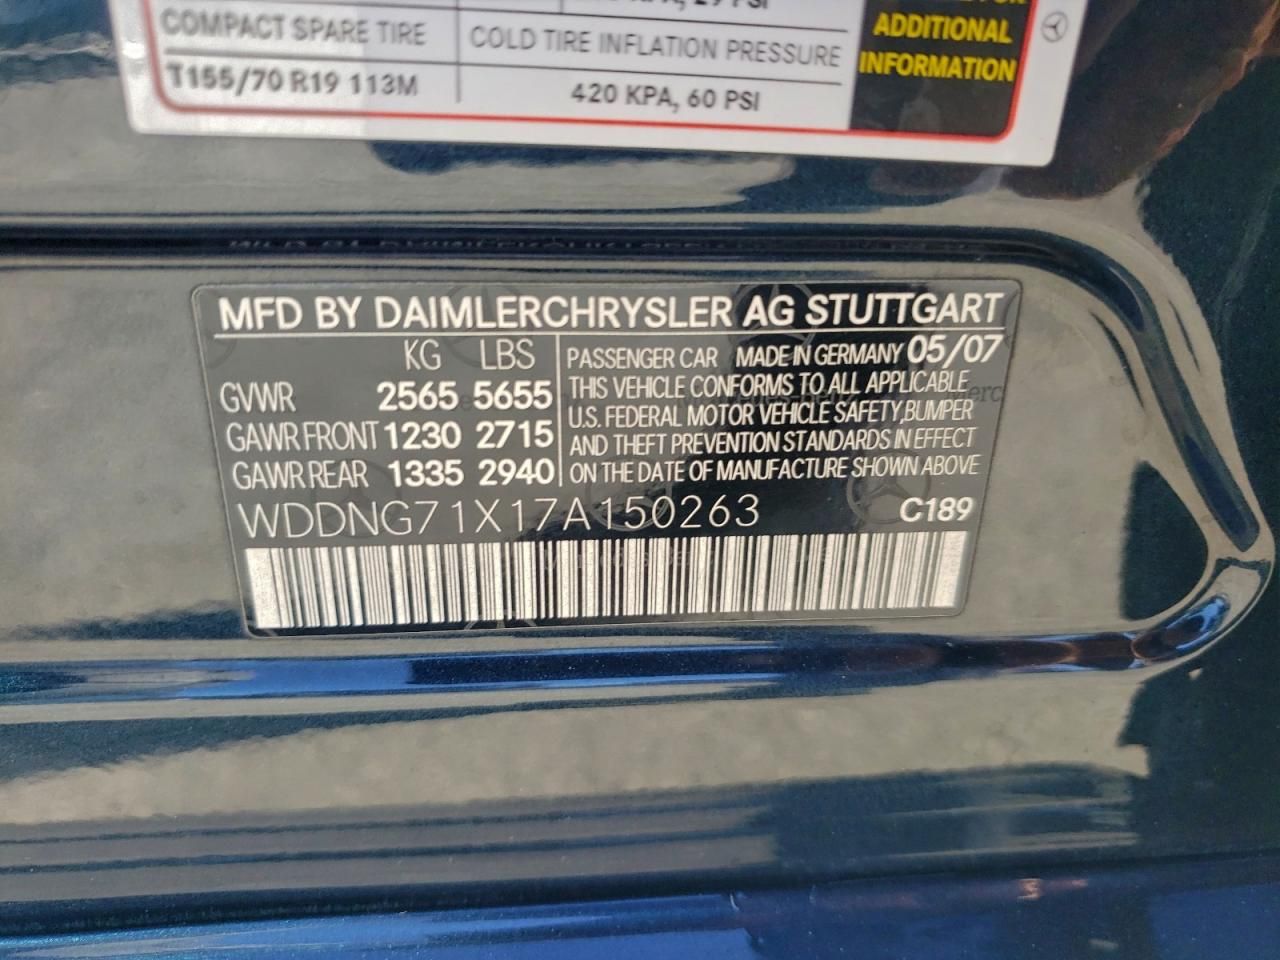 29 PSI
ADDITIONAL
INFORMATION
COMPACT SPARE TIRE COLD TIRE INFLATION PRESSURE
T155/70 R19 113M 420 KPA, 60 PSI
MFD BY DAIMLERCHRYSLER AG STUTTGART
KG LBS PASSENGER CAR MADE IN GERMANY 05/07
GVWR 2565 5655 THIS VEHICLE CONFORMS TO ALL APPLICABLE
U.S. FEDERAL MOTOR VEHICLE SAFETY,BUMPER
GAWR FRONT 1230 2715 AND THEFT PREVENTION STANDARDS IN EFFECT
GAWR REAR 1335 2940 ON THE DATE OF MANUFACTURE SHOWN ABOVE
WDDNG71X17A150263 C189